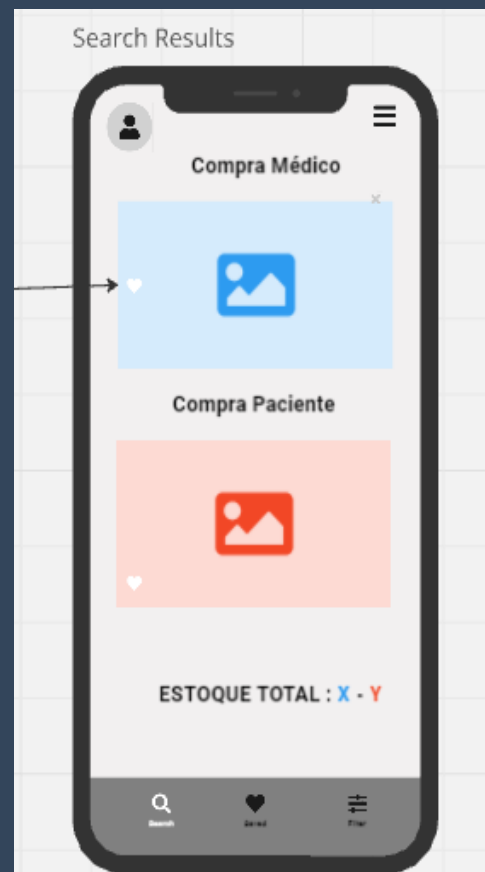 Search Results
Compra Médico
×
Compra Paciente
ESTOQUE TOTAL : X - Y
Search Saved Filter